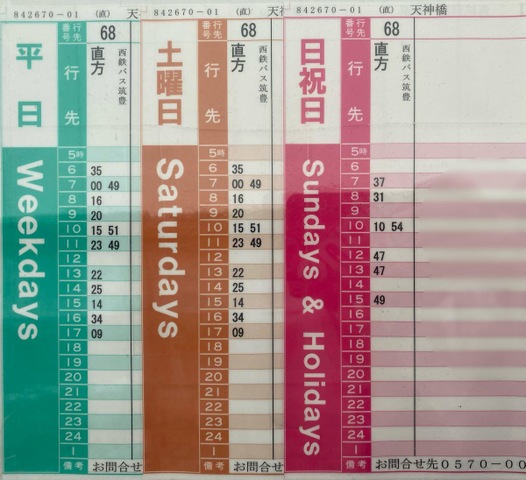 842670-01 (直) 天
番号 行先 68
平日 行先 直方 西鉄バス筑豊
Weekdays
5時
6 35
7 00 49
8 16
9 20
10 15 51
11 23 49
12
13 22
14 25
15 14
16 34
17 09
18
19
20
21
22
23
24
1
備考 お問合せ
842670-01 (直) 天神
番号 行先 68
土曜日 行先 直方 西鉄バス筑豊
Saturdays
5時
6 35
7 00 49
8 16
9 20
10 15 51
11 23 49
12
13 22
14 25
15 14
16 34
17 09
18
19
20
21
22
23
24
1
備考 お問合せ
842670-01 (直) 天神橋
番号 行先 68
日祝日 行先 直方 西鉄バス筑豊
Sundays & Holidays
5時
6
7 37
8 31
9
10 10 54
11
12 47
13 47
14
15 49
16
17
18
19
20
21
22
23
24
1
備考 お問合せ先0570-00